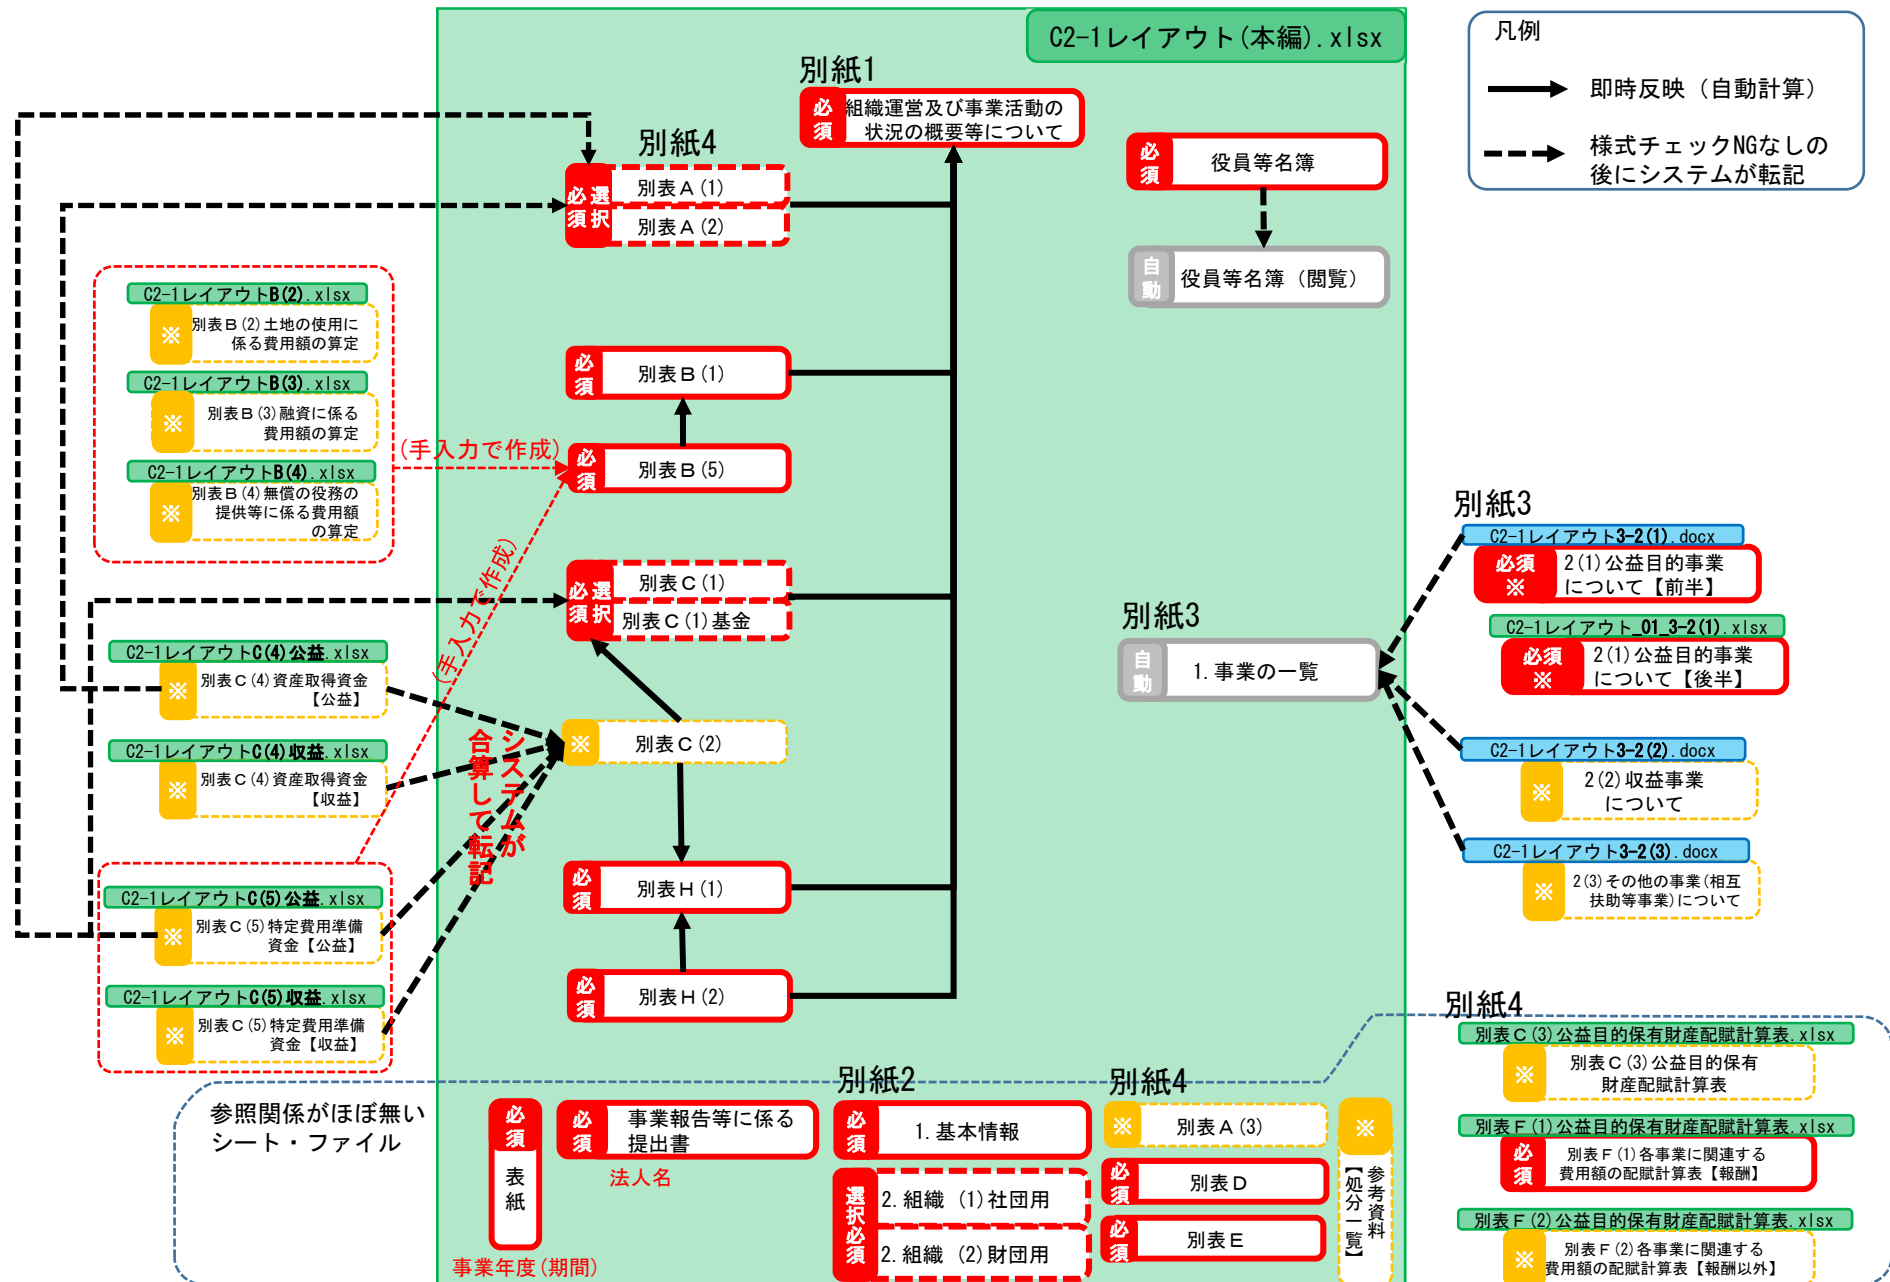 C2-1レイアウト(本編).xlsx
凡例
即時反映（自動計算）
様式チェックNGなしの
後にシステムが転記
別紙1
必須
組織運営及び事業活動の
状況の概要等について
別紙4
選択必須
別表A(1)
別表A(2)
必須
役員等名簿
自動
役員等名簿（閲覧）
C2-1レイアウトB(2).xlsx
※
別表B(2)土地の使用に
係る費用額の算定
C2-1レイアウトB(3).xlsx
※
別表B(3)融資に係る
費用額の算定
C2-1レイアウトB(4).xlsx
※
別表B(4)無償の役務の
提供等に係る費用額
の算定
必須
別表B(1)
(手入力で作成)
必須
別表B(5)
(手入力で作成)
選択必須
別表C(1)
別表C(1)基金
C2-1レイアウトC(4)公益.xlsx
※
別表C(4)資産取得資金
【公益】
C2-1レイアウトC(4)収益.xlsx
※
別表C(4)資産取得資金
【収益】
※
別表C(2)
システムが
合算して転記
C2-1レイアウトC(5)公益.xlsx
※
別表C(5)特定費用準備
資金【公益】
C2-1レイアウトC(5)収益.xlsx
※
別表C(5)特定費用準備
資金【収益】
必須
別表H(1)
必須
別表H(2)
別紙3
自動
1.事業の一覧
別紙3
C2-1レイアウト3-2(1).docx
必須
※
2(1)公益目的事業
について【前半】
C2-1レイアウト_01_3-2(1).xlsx
必須
※
2(1)公益目的事業
について【後半】
C2-1レイアウト3-2(2).docx
※
2(2)収益事業
について
C2-1レイアウト3-2(3).docx
※
2(3)その他の事業(相互
扶助等事業)について
参照関係がほぼ無い
シート・ファイル
必須
表紙
事業年度(期間)
必須
事業報告等に係る
提出書
法人名
別紙2
必須
1.基本情報
選択必須
2.組織 (1)社団用
2.組織 (2)財団用
別紙4
※
別表A(3)
必須
別表D
必須
別表E
※
参考資料
【処分一覧】
別紙4
別表C(3)公益目的保有財産配賦計算表.xlsx
※
別表C(3)公益目的保有
財産配賦計算表
別表F(1)公益目的保有財産配賦計算表.xlsx
必須
別表F(1)各事業に関連する
費用額の配賦計算表【報酬】
別表F(2)公益目的保有財産配賦計算表.xlsx
※
別表F(2)各事業に関連する
費用額の配賦計算表【報酬以外】